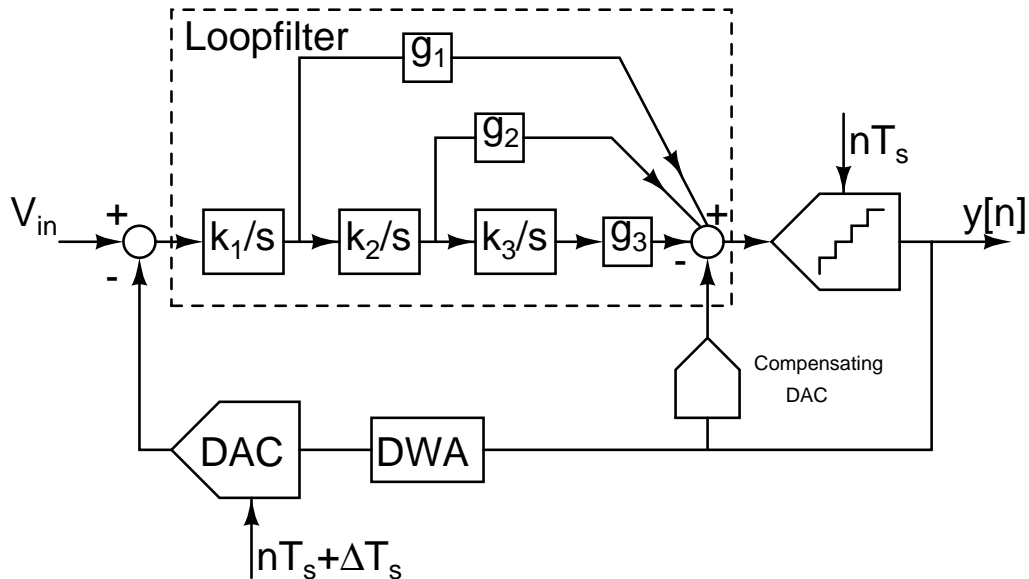 Loopfilter
g₁
g₂
nTₛ
Vᵢₙ
+
-
k₁/s
k₂/s
k₃/s
g₃
+
-
y[n]
Compensating
DAC
DAC
DWA
nTₛ+ΔTₛ